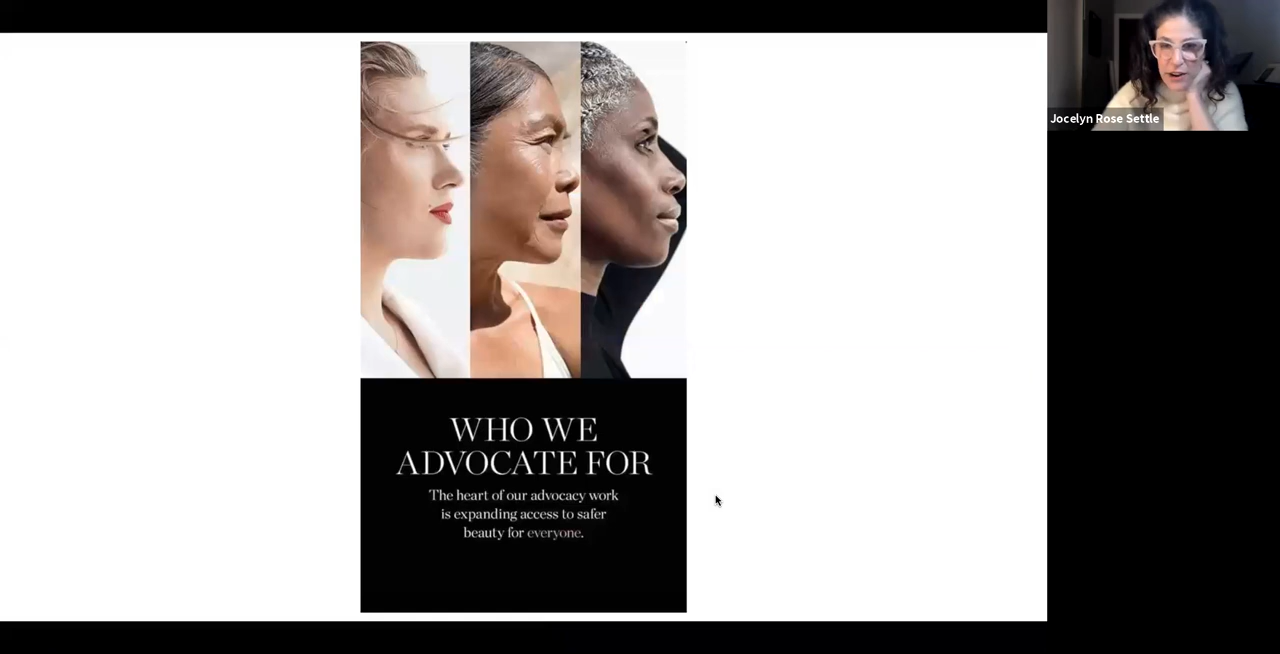 Jocelyn Rose Settle
WHO WE
ADVOCATE FOR
The heart of our advocacy work
is expanding access to safer
beauty for everyone.